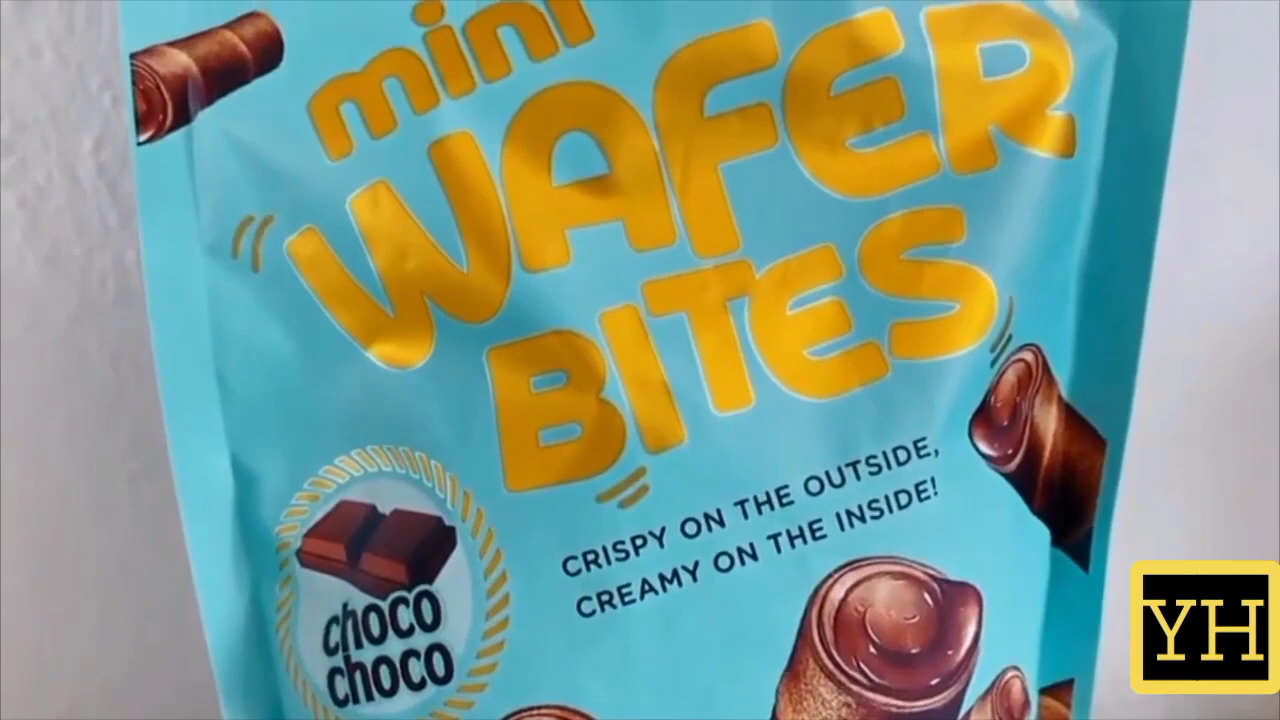 mini
WAFER
BITES
CRISPY ON THE OUTSIDE,
CREAMY ON THE INSIDE!
choco
choco
YH